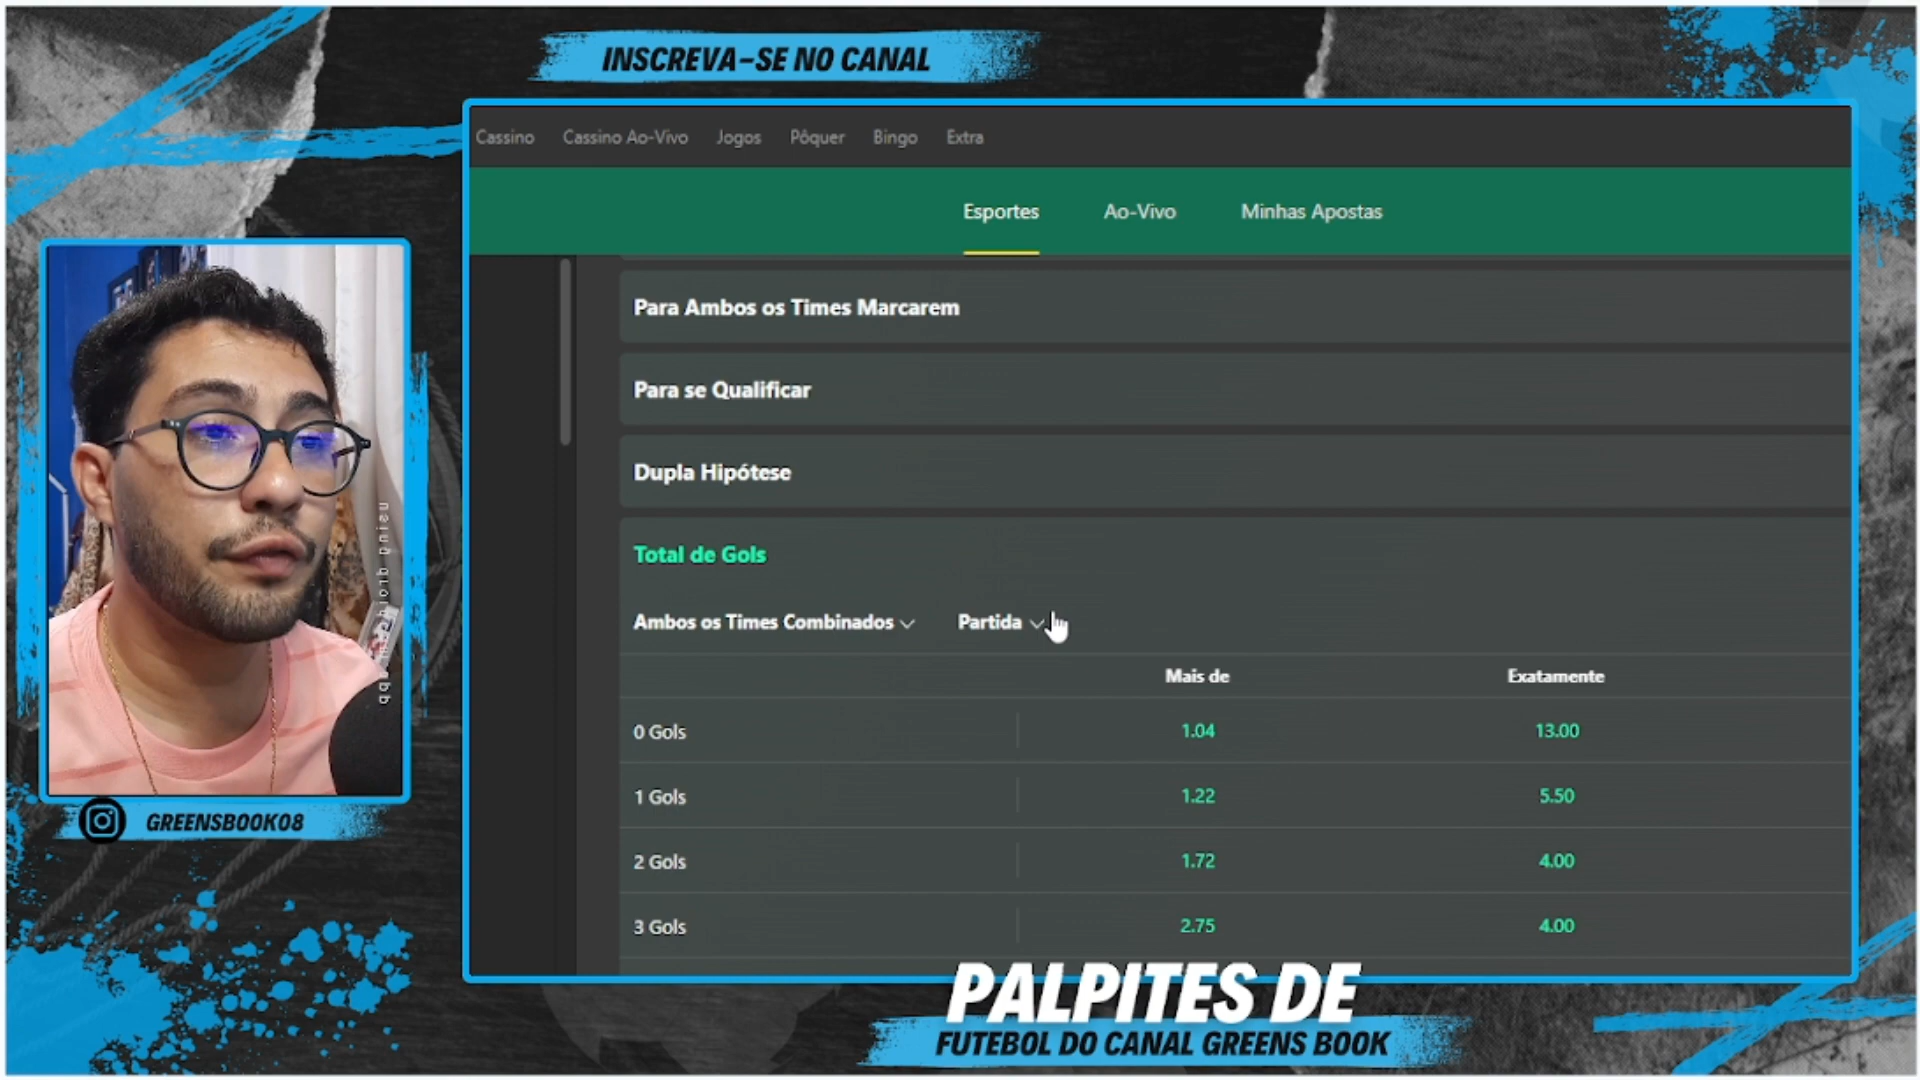 INSCREVA-SE NO CANAL
Cassino Cassino Ao-Vivo Jogos Pôquer Bingo Extra
Esportes Ao-Vivo Minhas Apostas
Para Ambos os Times Marcarem
Para se Qualificar
Dupla Hipótese
Total de Gols
Ambos os Times Combinados Partida
Mais de Exatamente
0 Gols 1.04 13.00
1 Gols 1.22 5.50
2 Gols 1.72 4.00
3 Gols 2.75 4.00
GREENSBOOK08
PALPITES DE
FUTEBOL DO CANAL GREENS BOOK